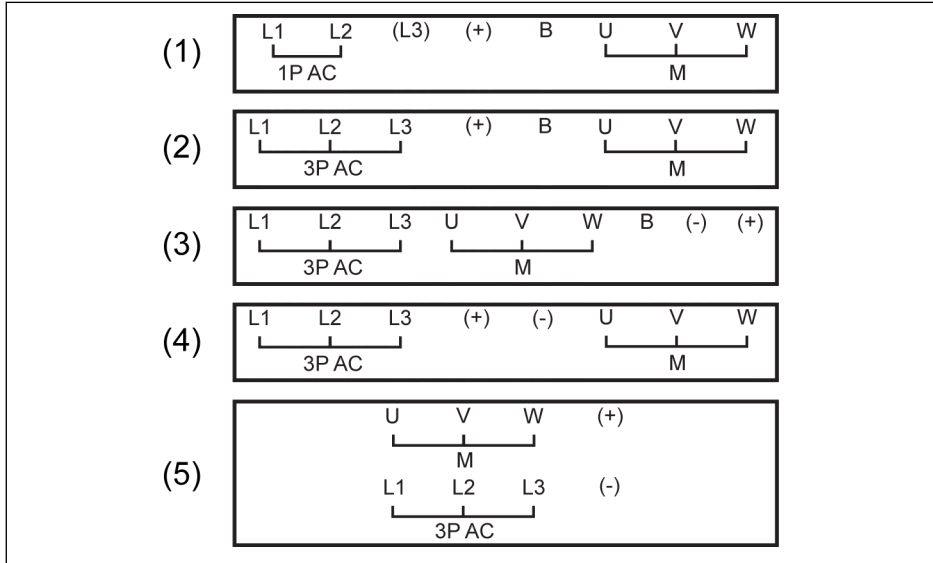 (1)
L1 L2 (L3) (+) B U V W
1P AC M
(2)
L1 L2 L3 (+) B U V W
3P AC M
(3)
L1 L2 L3 U V W B (-) (+)
3P AC M
(4)
L1 L2 L3 (+) (-) U V W
3P AC M
(5)
U V W (+)
M
L1 L2 L3 (-)
3P AC